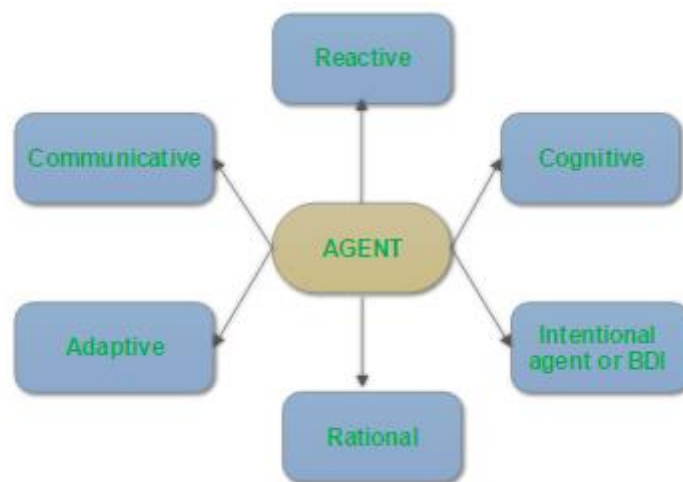 Reactive
Communicative
Cognitive
AGENT
Adaptive
Intentional
agent or BDI
Rational